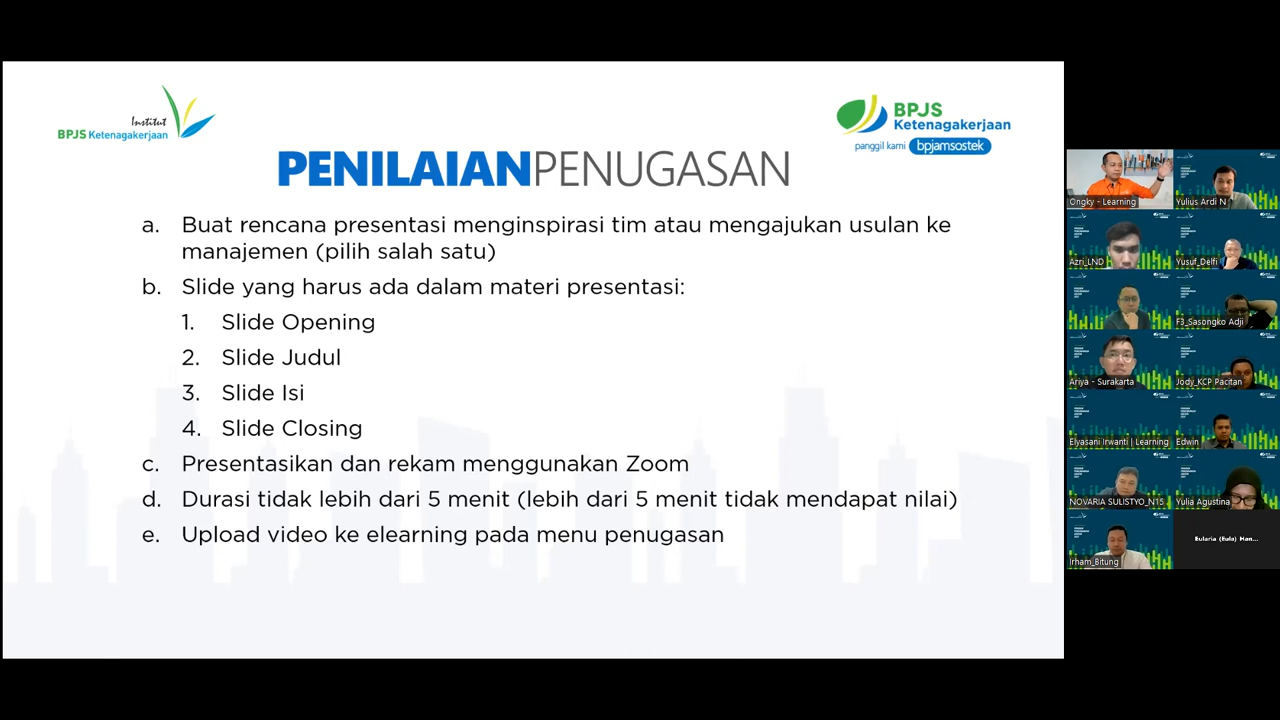 Institut
BPJS Ketenagakerjaan
BPJS
Ketenagakerjaan
panggil kami bpjamsostek
PENILAIANPENUGASAN
a. Buat rencana presentasi menginspirasi tim atau mengajukan usulan ke
manajemen (pilih salah satu)
b. Slide yang harus ada dalam materi presentasi:
1. Slide Opening
2. Slide Judul
3. Slide Isi
4. Slide Closing
c. Presentasikan dan rekam menggunakan Zoom
d. Durasi tidak lebih dari 5 menit (lebih dari 5 menit tidak mendapat nilai)
e. Upload video ke elearning pada menu penugasan
Ongky - Learning
Yulius Ardi N
Azri_LND
Yusuf_Delfi
F3_Sasongko Adji
Ariya - Surakarta
Jody_KCP Pacitan
Elyasani Irwanti | Learning
Edwin
NOVARIA SULISTYO_N15
Yulia Agustina
Irham_Bitung
Eularia (Eula) Han...